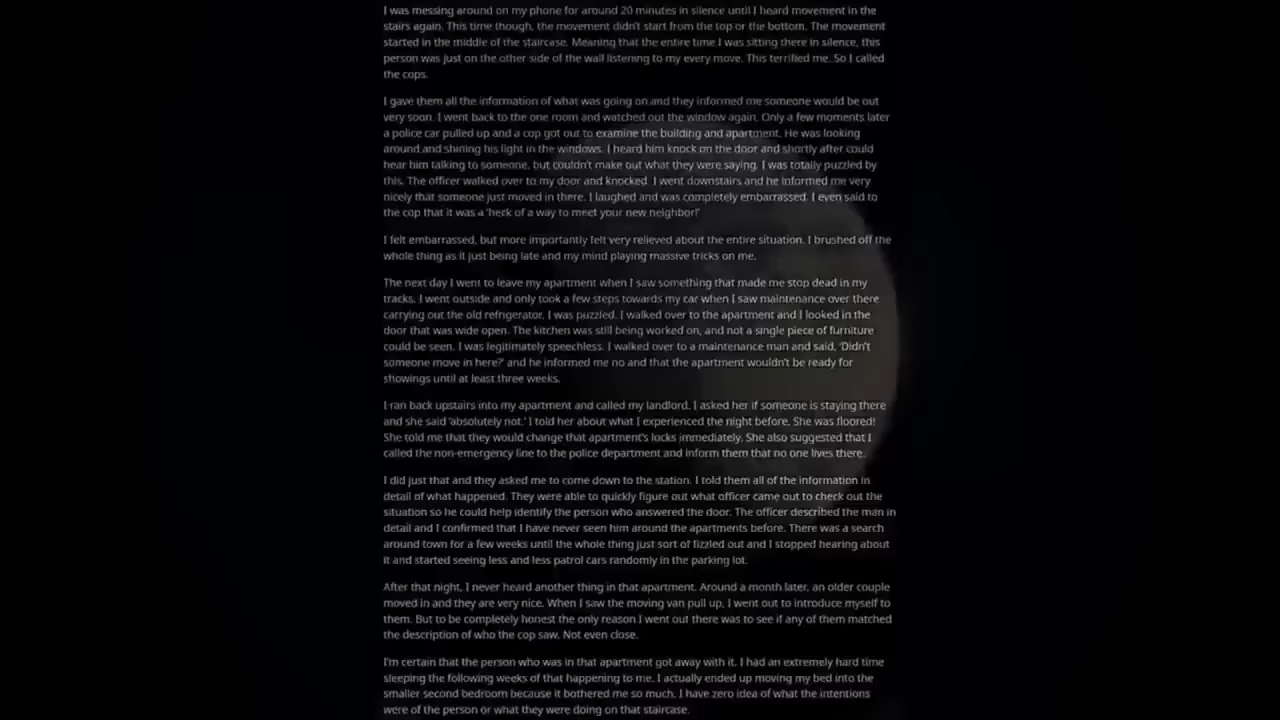 I was messing around on my phone for around 20 minutes in silence until I heard movement in the
stairs again. This time though, the movement didn't start from the top or the bottom. The movement
started in the middle of the staircase. Meaning that the entire time I was sitting there in silence, this
person was just on the other side of the wall listening to my every move. This terrified me. So I called
the cops.
I gave them all the information of what was going on and they informed me someone would be out
very soon. I went back to the one room and watched out the window again. Only a few moments later
a police car pulled up and a cop got out to examine the building and apartment. He was looking
around and shining his light in the windows. I heard him knock on the door and shortly after could
hear him talking to someone, but couldn't make out what they were saying. I was totally puzzled by
this. The officer walked over to my door and knocked. I went downstairs and he informed me very
nicely that someone just moved in there. I laughed and was completely embarrassed. I even said to
the cop that it was a 'heck of a way to meet your new neighbor!'
I felt embarrassed, but more importantly felt very relieved about the entire situation. I brushed off the
whole thing as it just being late and my mind playing massive tricks on me.
The next day I went to leave my apartment when I saw something that made me stop dead in my
tracks. I went outside and only took a few steps towards my car when I saw maintenance over there
carrying out the old refrigerator. I was puzzled. I walked over to the apartment and I looked in the
door that was wide open. The kitchen was still being worked on, and not a single piece of furniture
could be seen. I was legitimately speechless. I walked over to a maintenance man and said, 'Didn't
someone move in here?' and he informed me no and that the apartment wouldn't be ready for
showings until at least three weeks.
I ran back upstairs into my apartment and called my landlord. I asked her if someone is staying there
and she said 'absolutely not.' I told her about what I experienced the night before. She was floored!
She told me that they would change that apartment's locks immediately. She also suggested that I
called the non-emergency line to the police department and inform them that no one lives there.
I did just that and they asked me to come down to the station. I told them all of the information in
detail of what happened. They were able to quickly figure out what officer came out to check out the
situation so he could help identify the person who answered the door. The officer described the man in
detail and I confirmed that I have never seen him around the apartments before. There was a search
around town for a few weeks until the whole thing just sort of fizzled out and I stopped hearing about
it and started seeing less and less patrol cars randomly in the parking lot.
After that night, I never heard another thing in that apartment. Around a month later, an older couple
moved in and they are very nice. When I saw the moving van pull up, I went out to introduce myself to
them. But to be completely honest the only reason I went out there was to see if any of them matched
the description of who the cop saw. Not even close.
I'm certain that the person who was in that apartment got away with it. I had an extremely hard time
sleeping the following weeks of that happening to me. I actually ended up moving my bed into the
smaller second bedroom because it bothered me so much. I have zero idea of what the intentions
were of the person or what they were doing on that staircase.